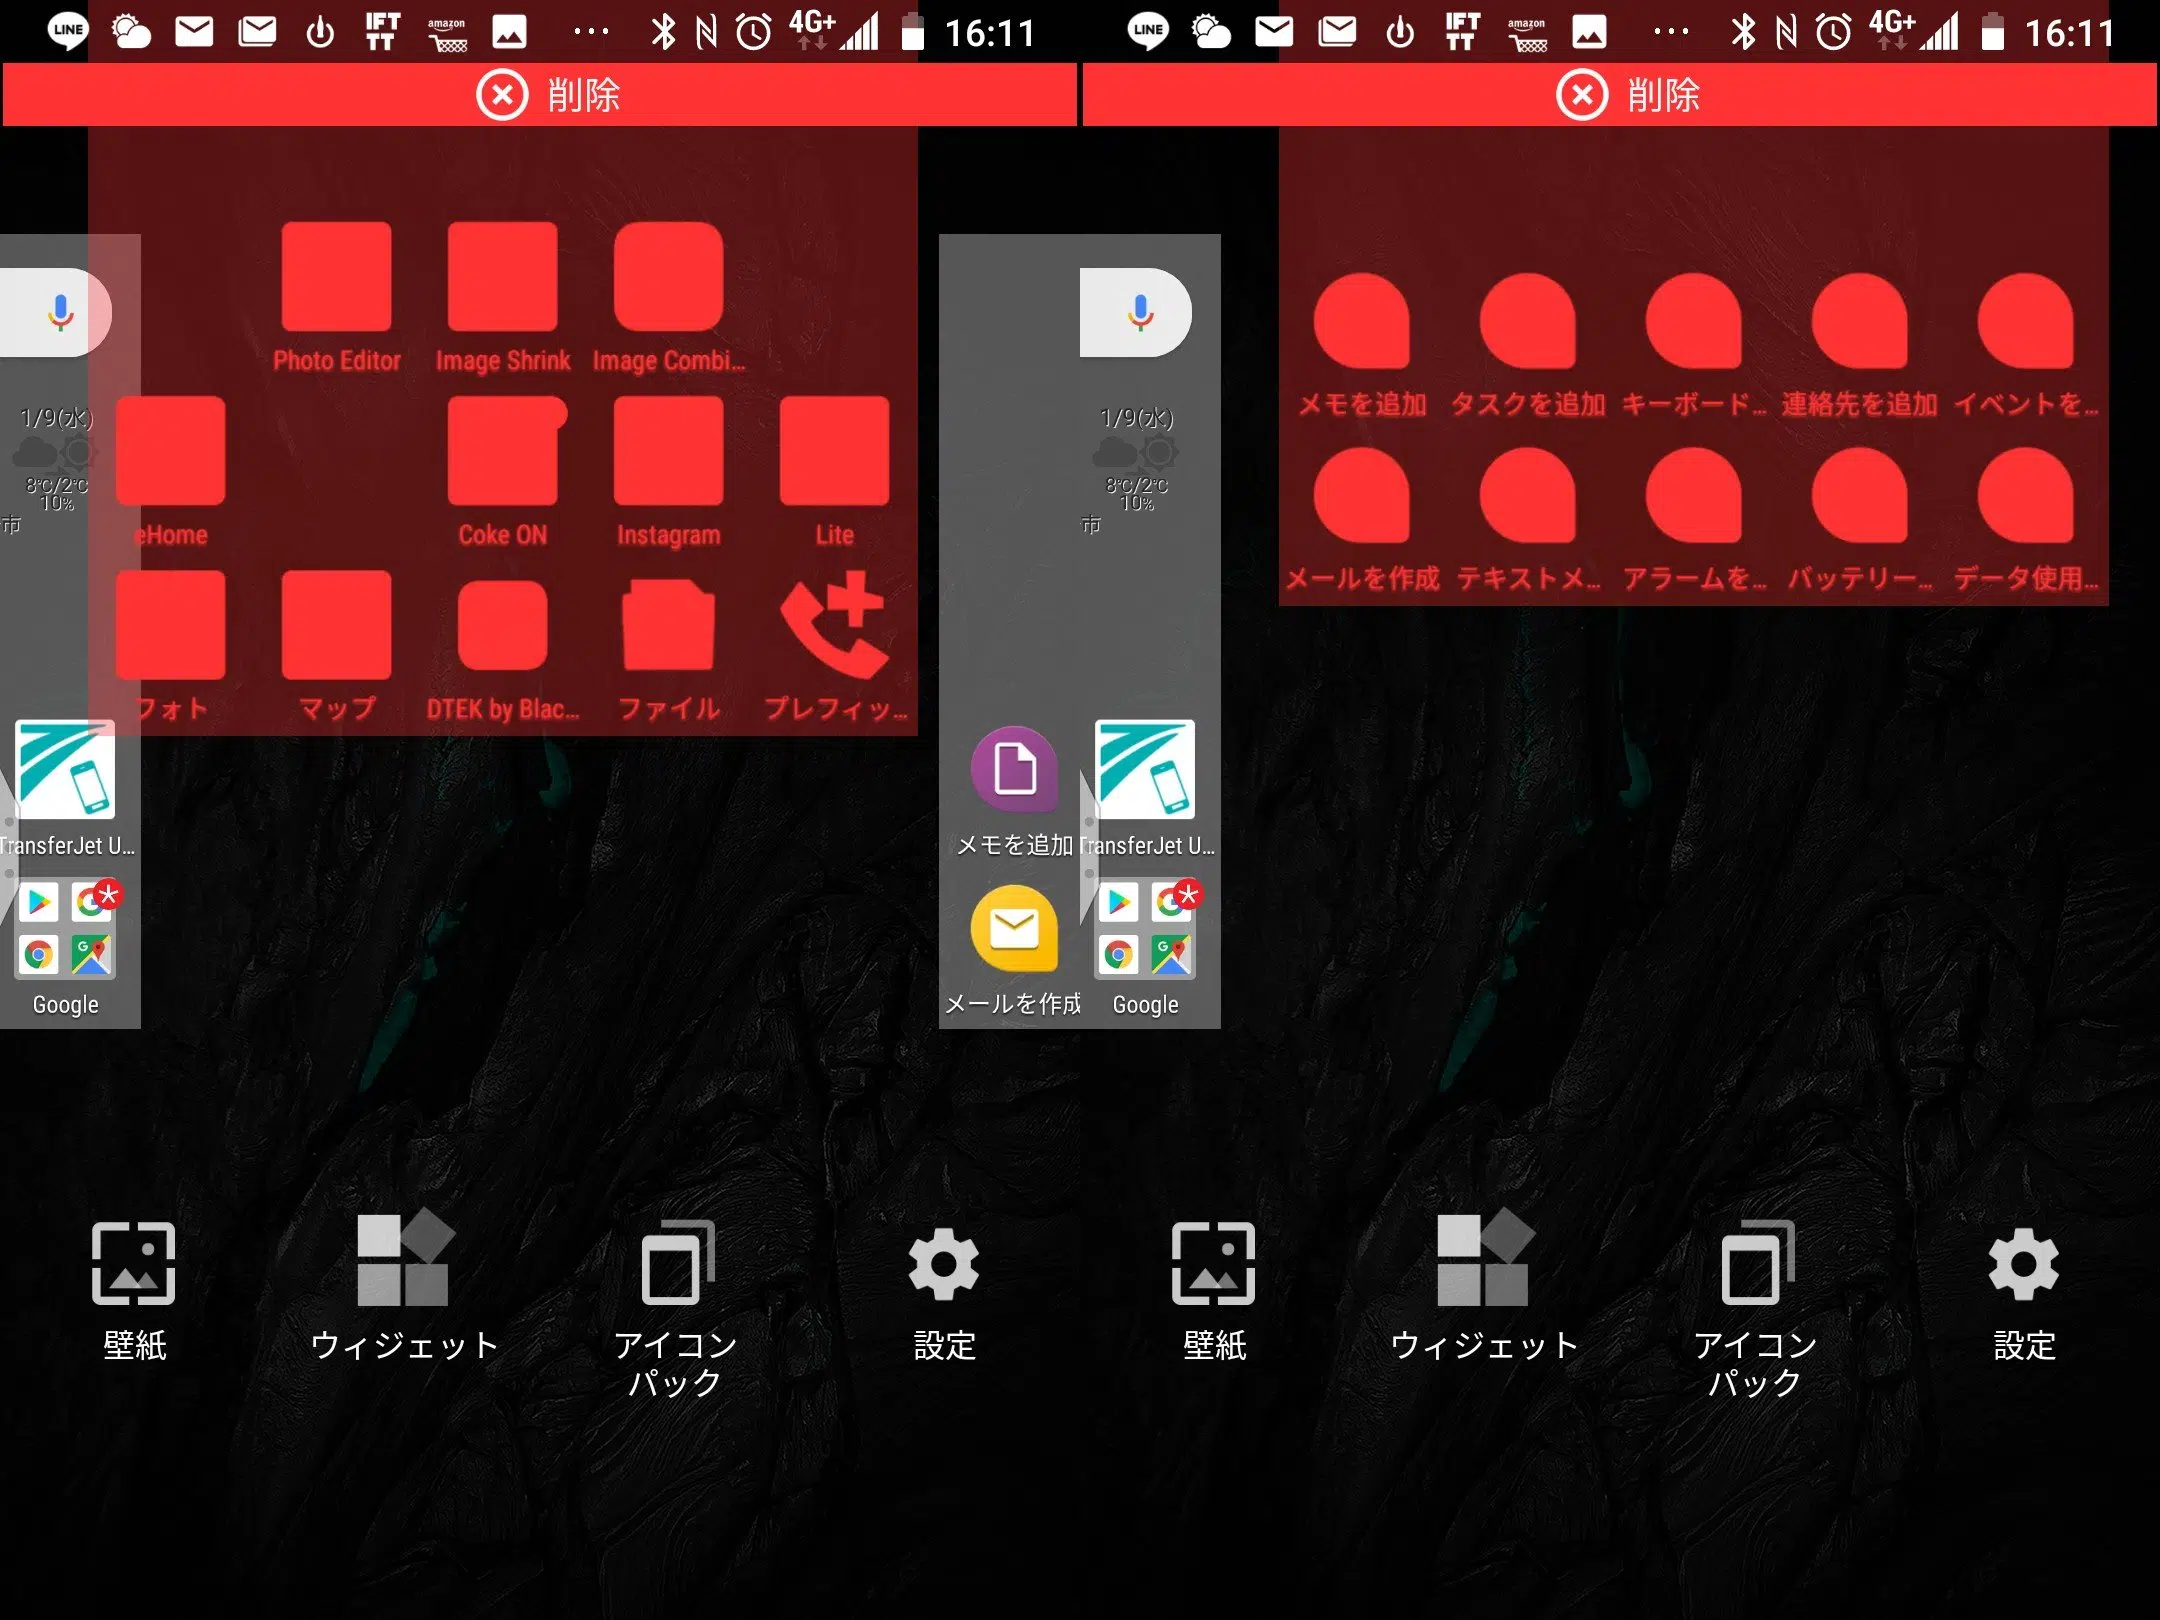 LINE
IFTTT
amazon
4G+
16:11
LINE
IFTTT
amazon
4G+
16:11
削除
削除
Photo Editor
Image Shrink
Image Combi...
1/9(水)
8℃/2℃
10%
市
eHome
Coke ON
Instagram
Lite
フォト
マップ
DTEK by Blac...
ファイル
プレフィッ...
TransferJet U...
Google
1/9(水)
8℃/2℃
10%
市
メモを追加
TransferJet U...
メールを作成
Google
メモを追加
タスクを追加
キーボード...
連絡先を追加
イベントを...
メールを作成
テキストメ...
アラームを...
バッテリー...
データ使用...
壁紙
ウィジェット
アイコン
パック
設定
壁紙
ウィジェット
アイコン
パック
設定